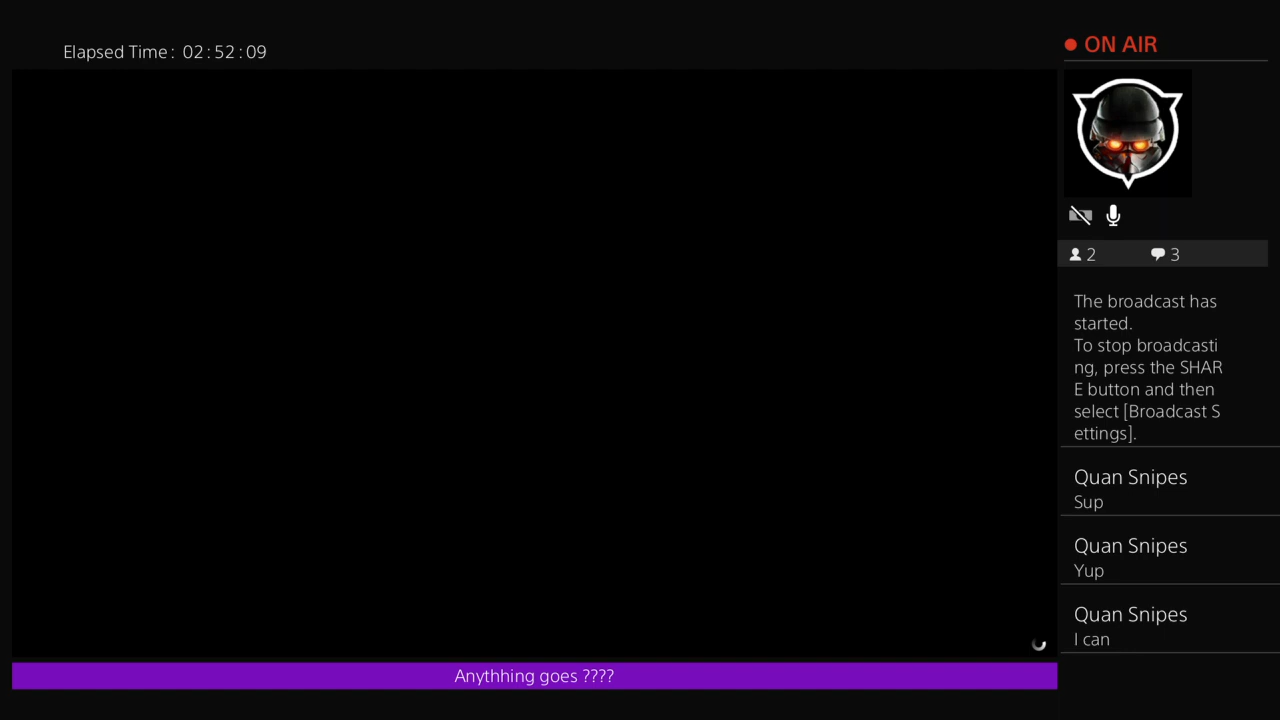 Elapsed Time: 02:52:09
ON AIR
2 3
The broadcast has
started.
To stop broadcasti
ng, press the SHAR
E button and then
select [Broadcast S
ettings].
Quan Snipes
Sup
Quan Snipes
Yup
Quan Snipes
I can
Anythhing goes ????